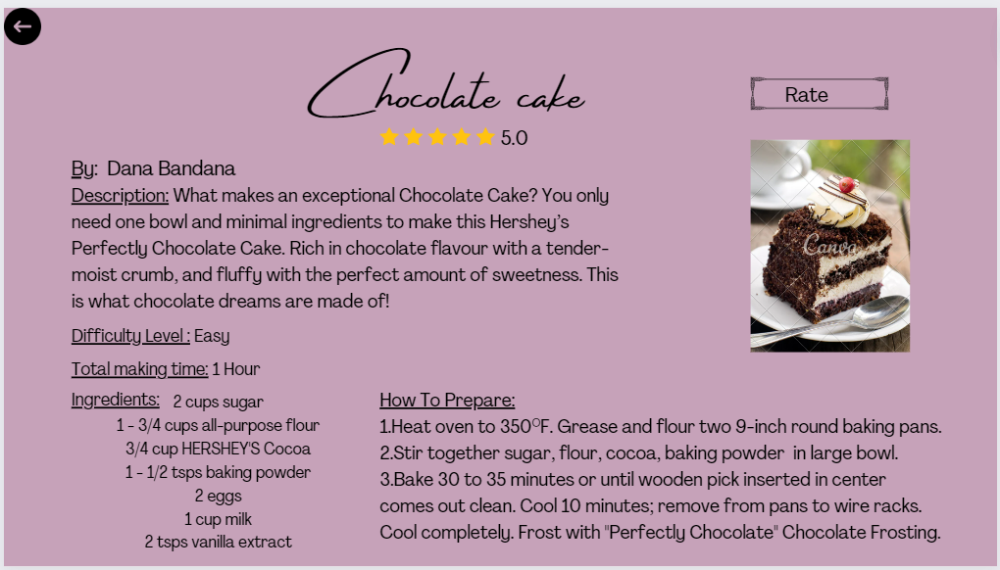 Chocolate cake
Rate
5.0
By: Dana Bandana
Description: What makes an exceptional Chocolate Cake? You only
need one bowl and minimal ingredients to make this Hershey's
Perfectly Chocolate Cake. Rich in chocolate flavour with a tender-
moist crumb, and fluffy with the perfect amount of sweetness. This
is what chocolate dreams are made of!
Canva
Difficulty Level : Easy
Total making time: 1 Hour
Ingredients: 2 cups sugar
1 - 3/4 cups all-purpose flour
3/4 cup HERSHEY'S Cocoa
1 - 1/2 tsps baking powder
2 eggs
1 cup milk
2 tsps vanilla extract
How To Prepare:
1.Heat oven to 350°F. Grease and flour two 9-inch round baking pans.
2.Stir together sugar, flour, cocoa, baking powder  in large bowl.
3.Bake 30 to 35 minutes or until wooden pick inserted in center
comes out clean. Cool 10 minutes; remove from pans to wire racks.
Cool completely. Frost with "Perfectly Chocolate" Chocolate Frosting.